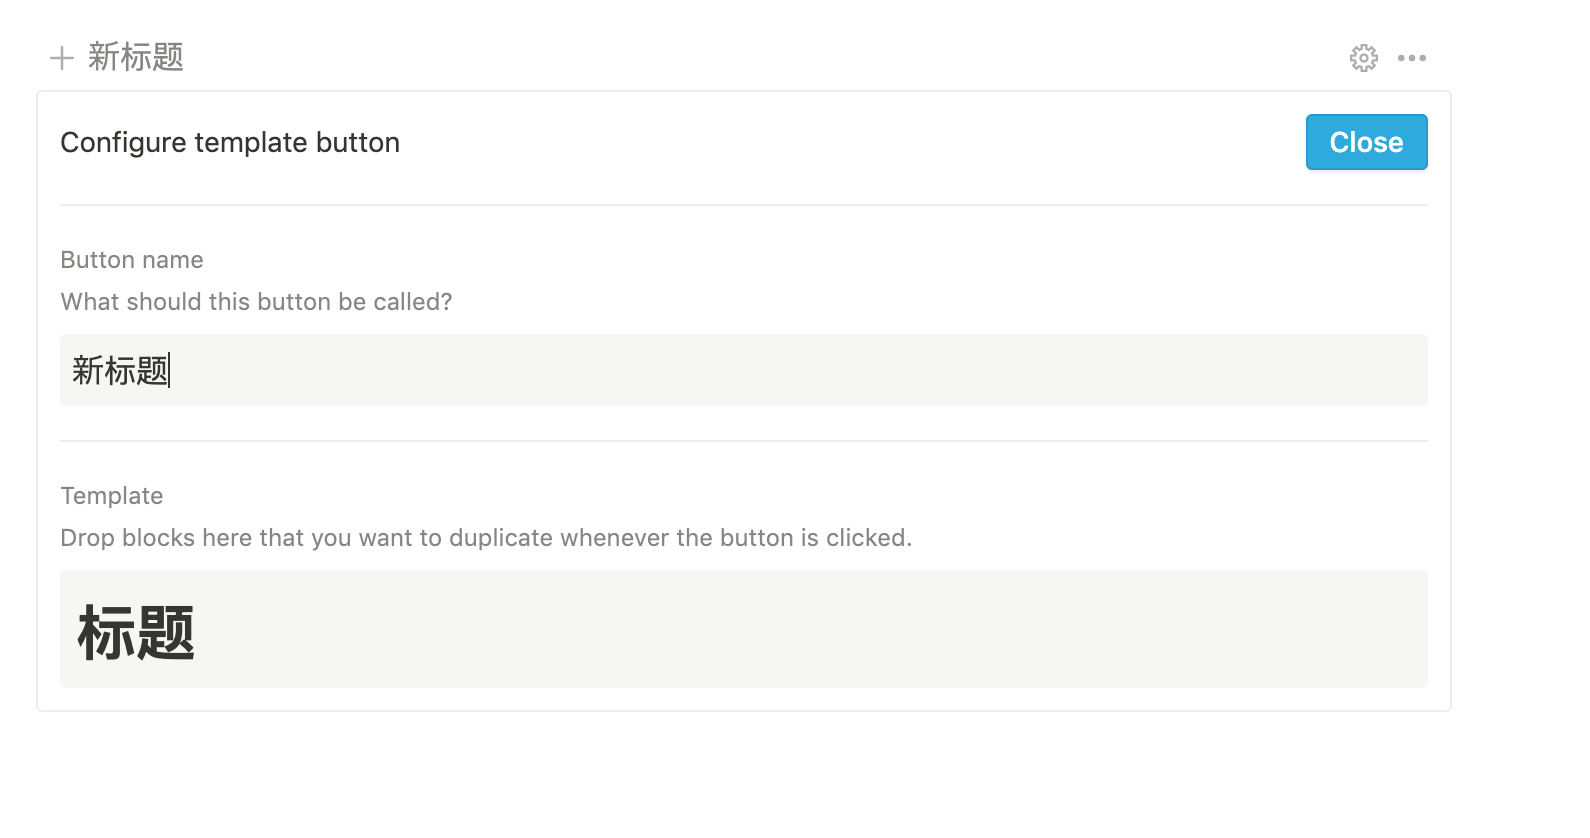 新标题
Configure template button
Close
Button name
What should this button be called?
新标题
Template
Drop blocks here that you want to duplicate whenever the button is clicked.
标题